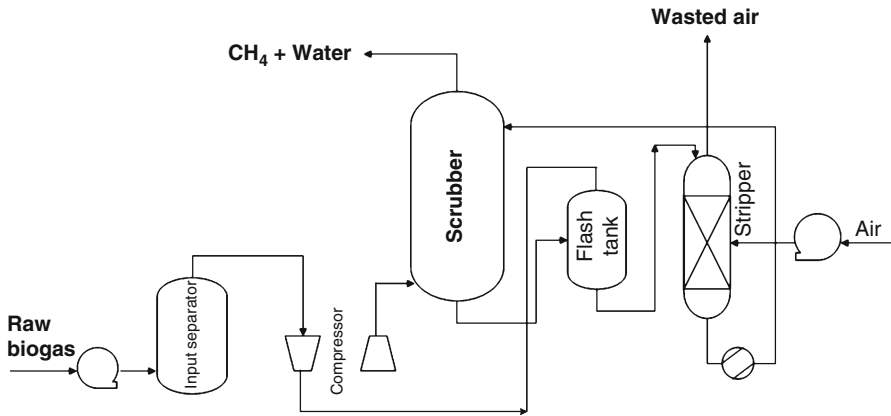 Wasted air
CH₄ + Water
Scrubber
Flash
tank
Stripper
Air
Input separator
Compressor
Raw
biogas